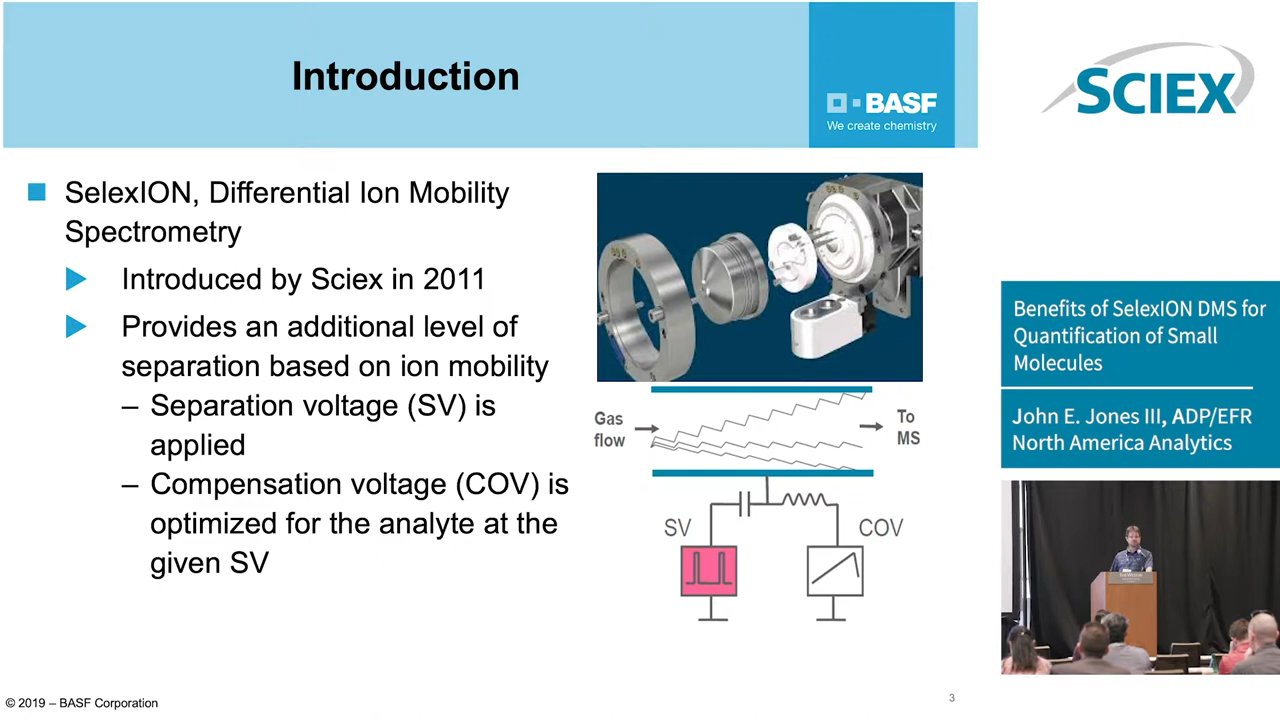 Introduction
BASF
We create chemistry
SCIEX
SelexION, Differential Ion Mobility
Spectrometry
Introduced by Sciex in 2011
Provides an additional level of
separation based on ion mobility
– Separation voltage (SV) is
applied
– Compensation voltage (COV) is
optimized for the analyte at the
given SV
Gas
flow
To
MS
SV
COV
Benefits of SelexION DMS for
Quantification of Small
Molecules
John E. Jones III, ADP/EFR
North America Analytics
© 2019 – BASF Corporation
3